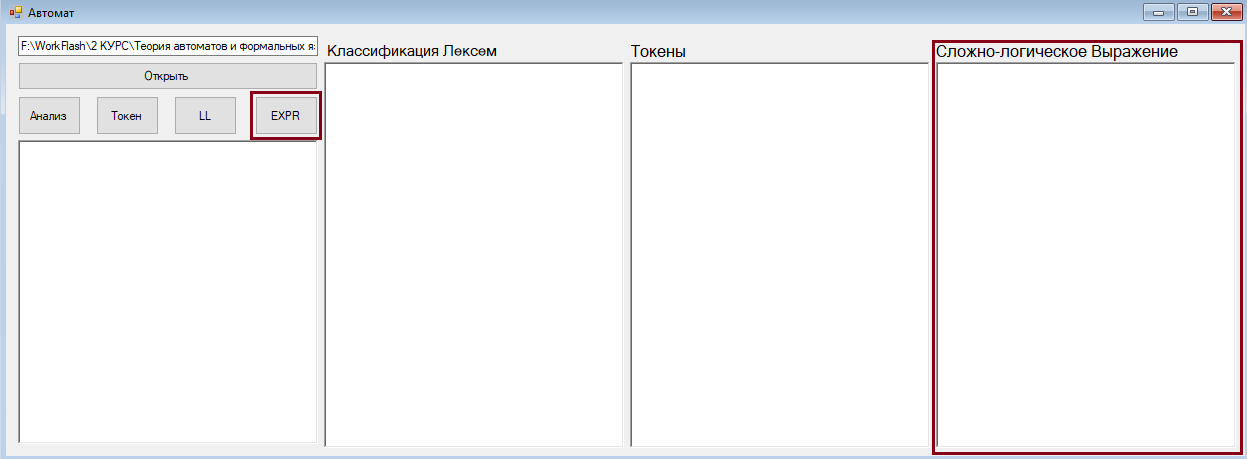 Автомат
F:\WorkFlash\2 КУРС\Теория автоматов и формальных я:
Открыть
Анализ
Токен
LL
EXPR
Классификация Лексем
Токены
Сложно-логическое Выражение